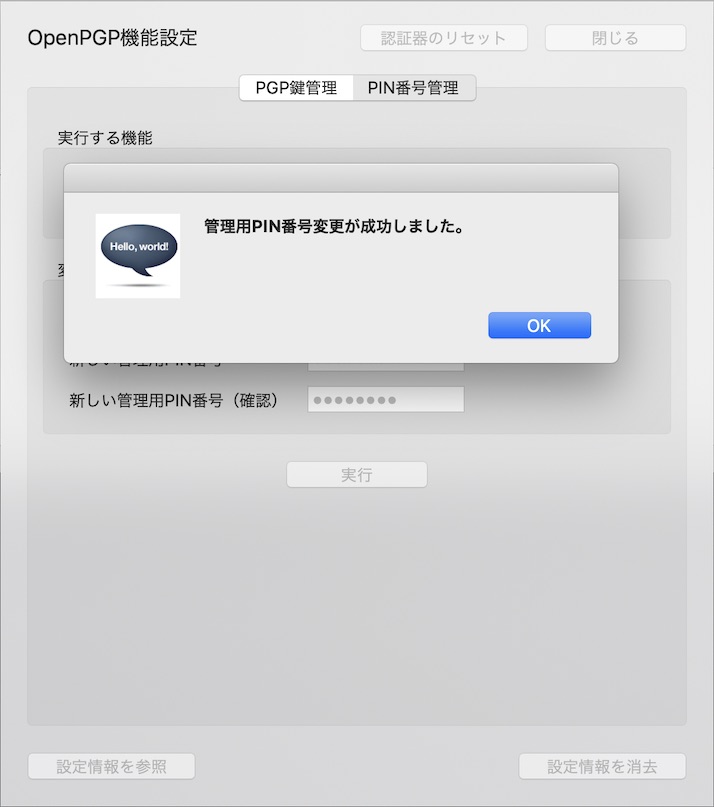 OpenPGP機能設定
認証器のリセット
閉じる
PGP鍵管理
PIN番号管理
実行する機能
Hello, world!
管理用PIN番号変更が成功しました。
OK
新しい管理用PIN番号
新しい管理用PIN番号（確認）
実行
設定情報を参照
設定情報を消去